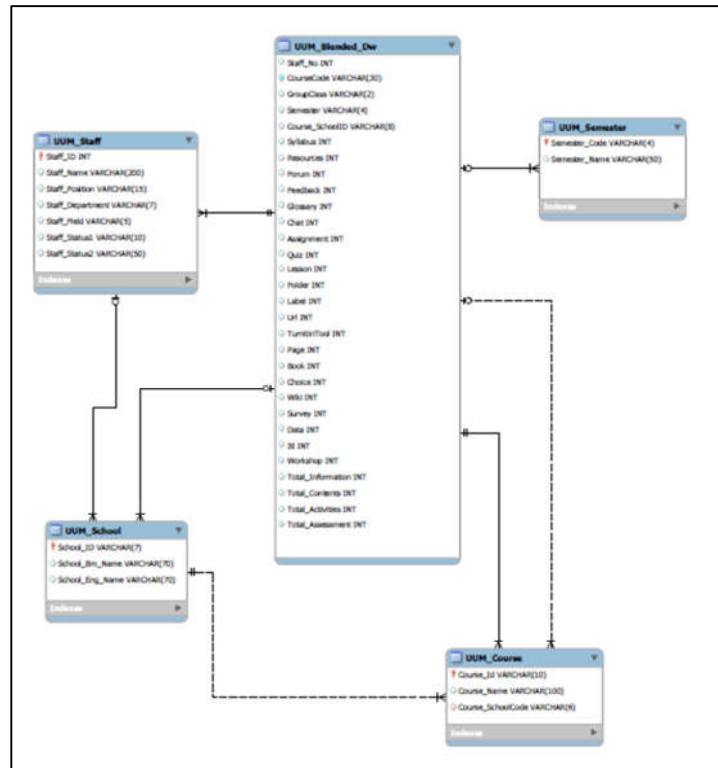 UUM_Blended_Dw
Staff_No INT
CourseCode VARCHAR(30)
GroupClass VARCHAR(2)
Semester VARCHAR(4)
Course_SchoolID VARCHAR(8)
Syllabus INT
Resources INT
Forum INT
Feedback INT
Glossary INT
Chat INT
Assignment INT
Quiz INT
Lesson INT
Folder INT
Label INT
Url INT
TurnitinTool INT
Page INT
Book INT
Choice INT
Wiki INT
Survey INT
Data INT
INT
Workshop INT
Total_Information INT
Total_Contents INT
Total_Activities INT
Total_Assessment INT
UUM_Staff
Staff_ID INT
Staff_Name VARCHAR(200)
Staff_Position VARCHAR(15)
Staff_Department VARCHAR(7)
Staff_Field VARCHAR(5)
Staff_Status1 VARCHAR(10)
Staff_Status2 VARCHAR(50)
Indexes
UUM_Semester
Semester_Code VARCHAR(4)
Semester_Name VARCHAR(50)
Indexes
UUM_School
School_ID VARCHAR(7)
School_Bm_Name VARCHAR(70)
School_Eng_Name VARCHAR(70)
Indexes
UUM_Course
Course_Id VARCHAR(10)
Course_Name VARCHAR(100)
Course_SchoolCode VARCHAR(6)
Indexes